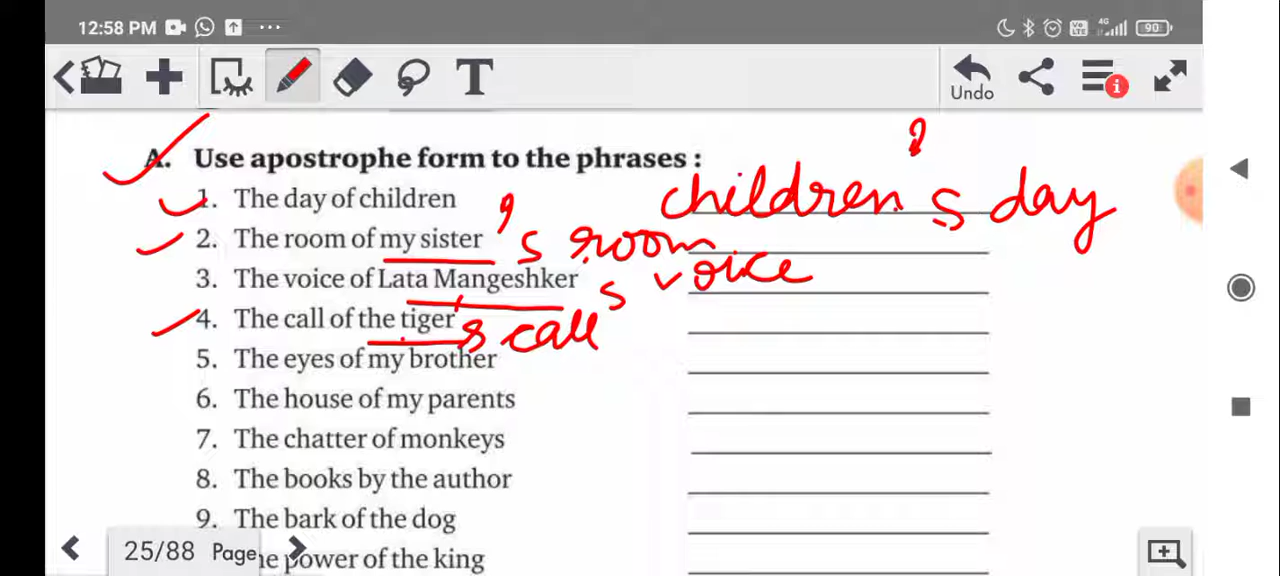 12:58 PM
4G 90
T Undo i
A. Use apostrophe form to the phrases :
1. The day of children children's day
2. The room of my sister 's room
3. The voice of Lata Mangeshker s voice
4. The call of the tiger 's call
5. The eyes of my brother
6. The house of my parents
7. The chatter of monkeys
8. The books by the author
9. The bark of the dog
he power of the king
25/88 Page